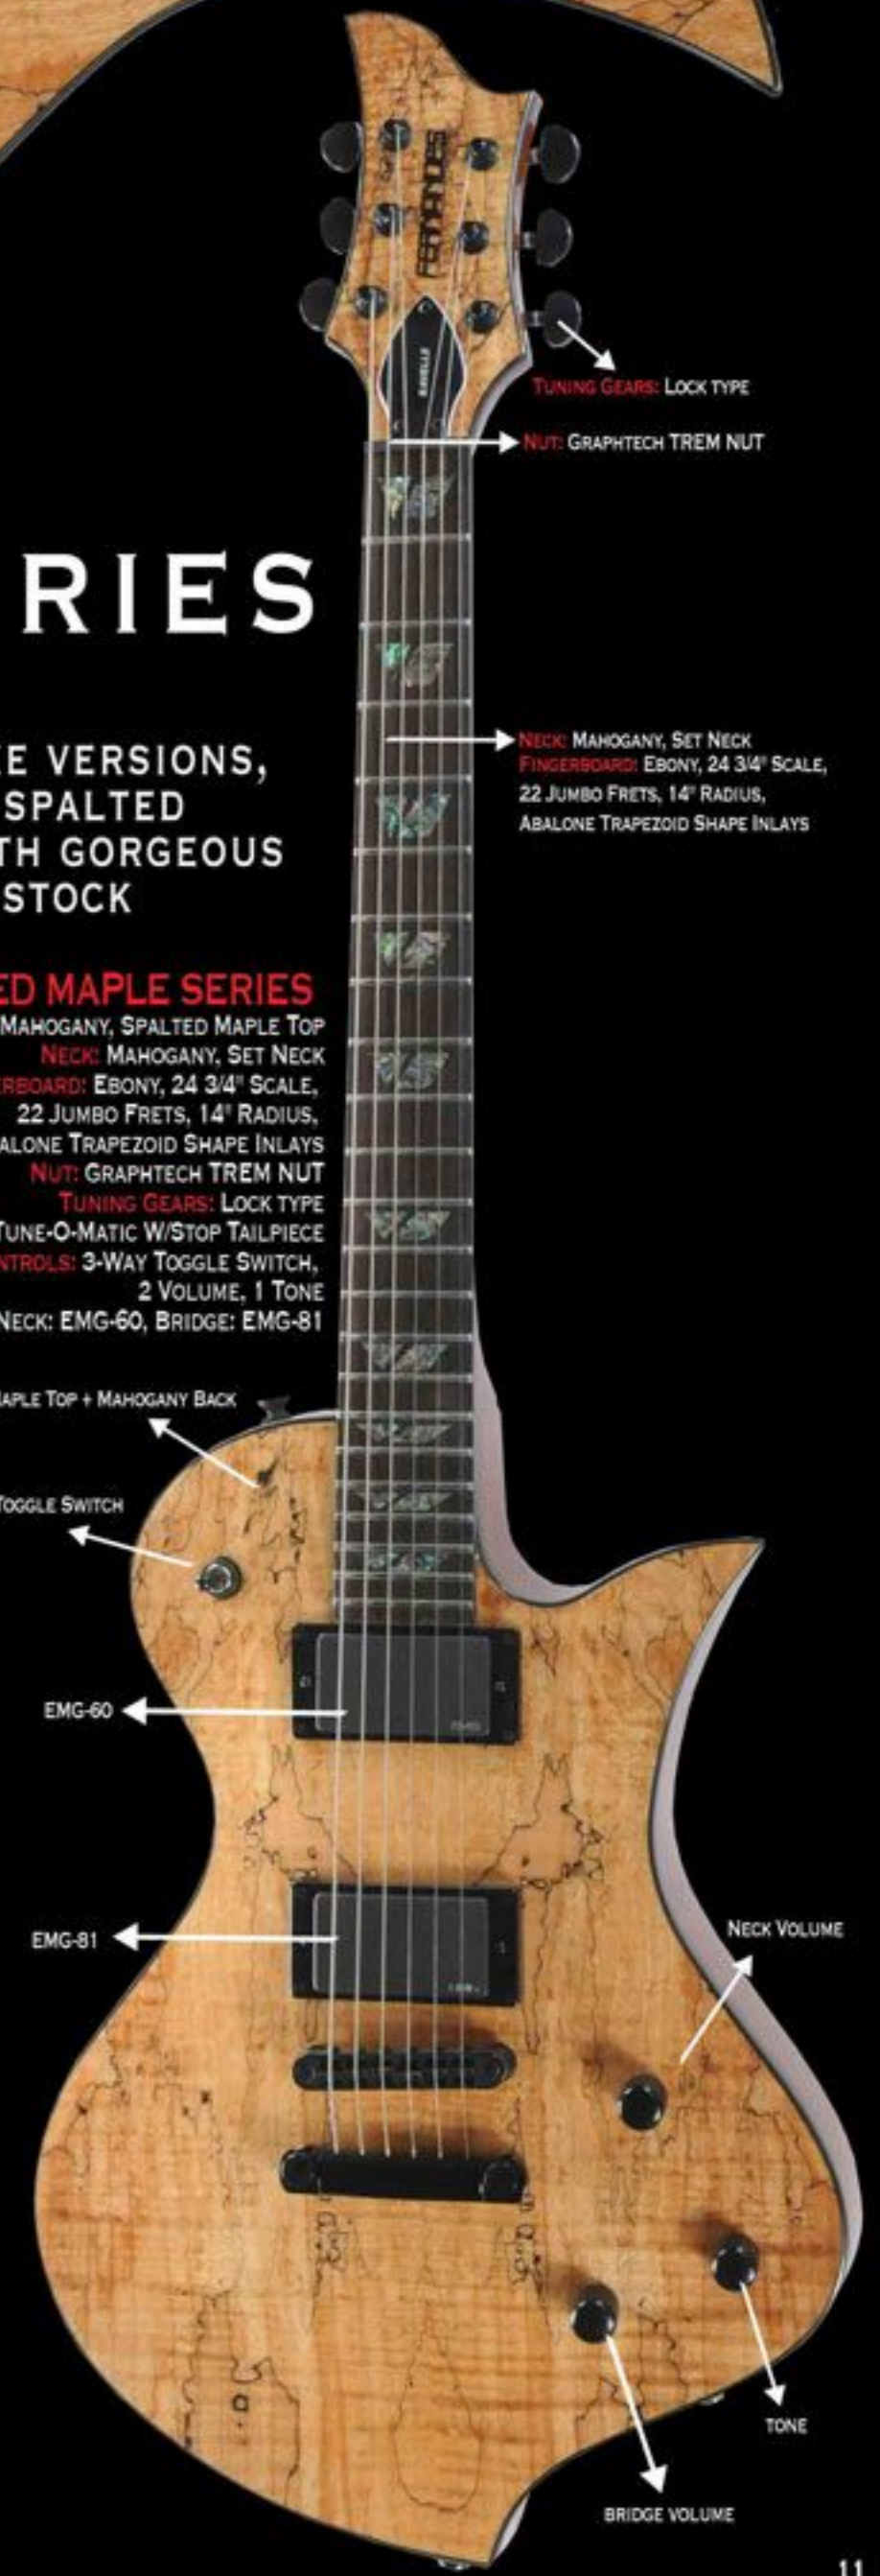 FERNANDES
RAVELLE
TUNING GEARS: LOCK TYPE
NUT: GRAPHTECH TREM NUT
RIES
E VERSIONS,
SPALTED
TH GORGEOUS
STOCK
NECK: MAHOGANY, SET NECK
FINGERBOARD: EBONY, 24 3/4" SCALE,
22 JUMBO FRETS, 14" RADIUS,
ABALONE TRAPEZOID SHAPE INLAYS
ED MAPLE SERIES
MAHOGANY, SPALTED MAPLE TOP
NECK: MAHOGANY, SET NECK
ERBOARD: EBONY, 24 3/4" SCALE,
22 JUMBO FRETS, 14" RADIUS,
ALONE TRAPEZOID SHAPE INLAYS
NUT: GRAPHTECH TREM NUT
TUNING GEARS: LOCK TYPE
TUNE-O-MATIC W/STOP TAILPIECE
NTROLS: 3-WAY TOGGLE SWITCH,
2 VOLUME, 1 TONE
NECK: EMG-60, BRIDGE: EMG-81
APLE TOP + MAHOGANY BACK
TOGGLE SWITCH
EMG-60
EMG-81
NECK VOLUME
TONE
BRIDGE VOLUME
11